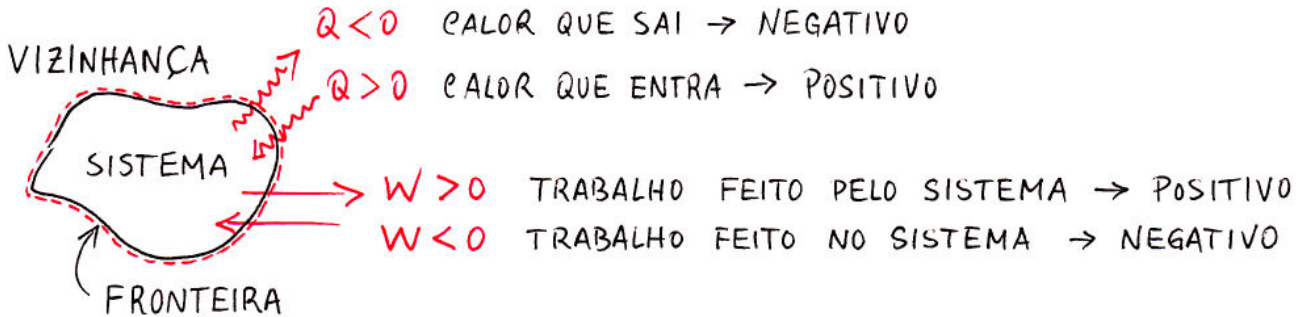 Q<0 CALOR QUE SAI → NEGATIVO
VIZINHANÇA
Q>0 CALOR QUE ENTRA → POSITIVO
SISTEMA
W>0 TRABALHO FEITO PELO SISTEMA → POSITIVO
W<0 TRABALHO FEITO NO SISTEMA → NEGATIVO
FRONTEIRA